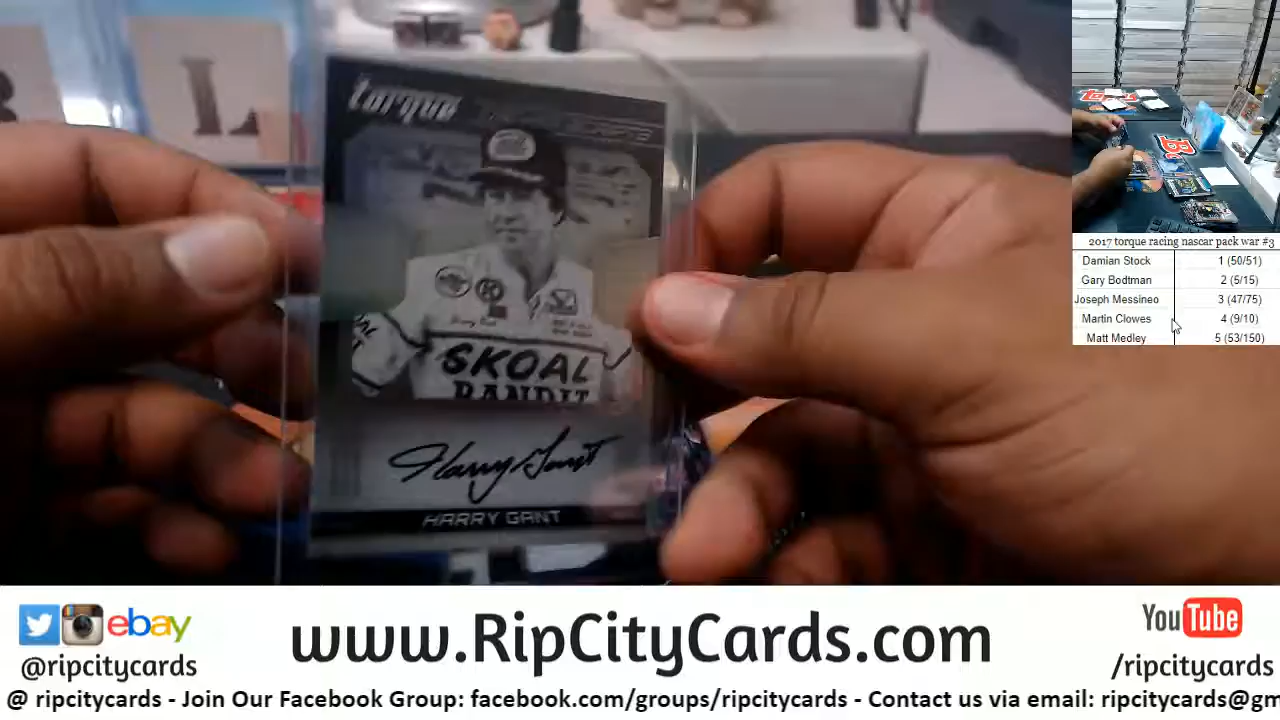 L
torque
SKOAL
BANDIT
Harry Gant
HARRY GANT
2017 torque racing nascar pack war #3
Damian Stock 1 (50/51)
Gary Bodtman 2 (5/15)
Joseph Messineo 3 (47/75)
Martin Clowes 4 (9/10)
Matt Medley 5 (53/150)
ebay
@ripcitycards
www.RipCityCards.com
YouTube
/ripcitycards
@ ripcitycards - Join Our Facebook Group: facebook.com/groups/ripcitycards - Contact us via email: ripcitycards@gm